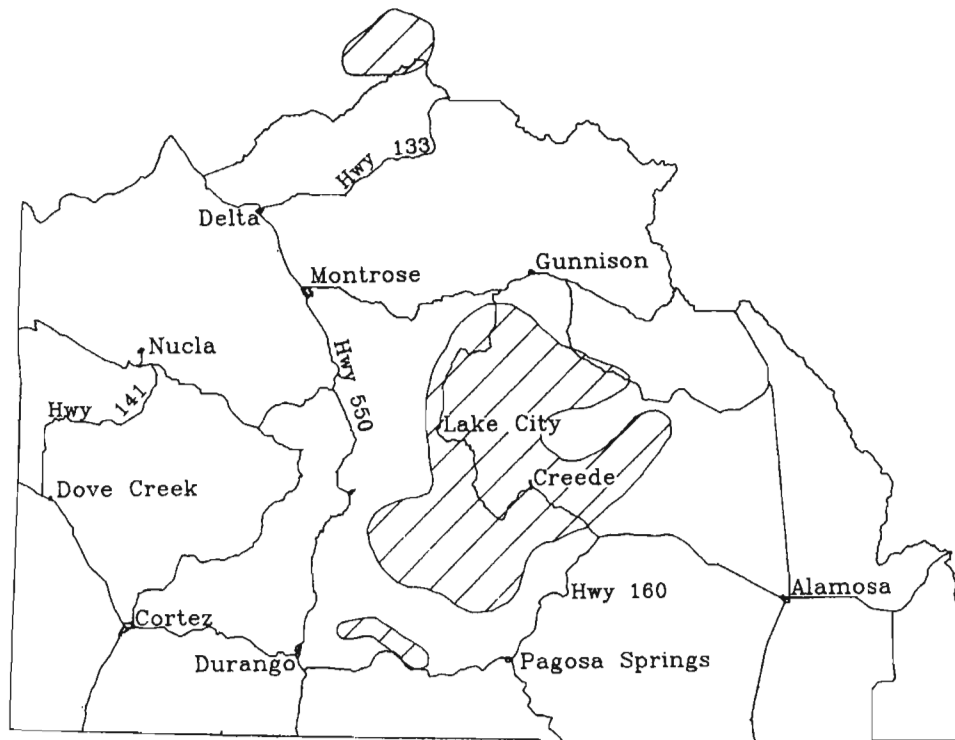 Hwy 133
Delta
Gunnison
Montrose
Nucla
Hwy 550
Hwy 141
Lake City
Creede
Dove Creek
Hwy 160
Alamosa
Cortez
Durango
Pagosa Springs